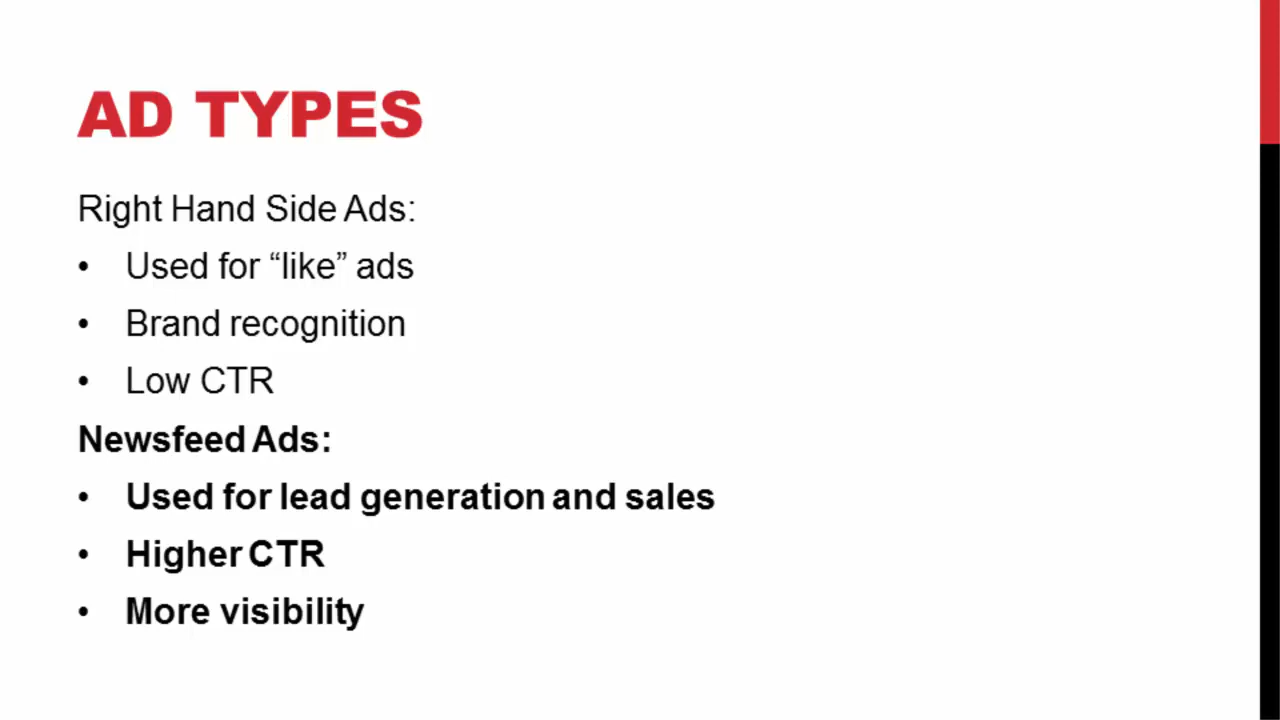 AD TYPES
Right Hand Side Ads:
• Used for “like” ads
• Brand recognition
• Low CTR
Newsfeed Ads:
• Used for lead generation and sales
• Higher CTR
• More visibility